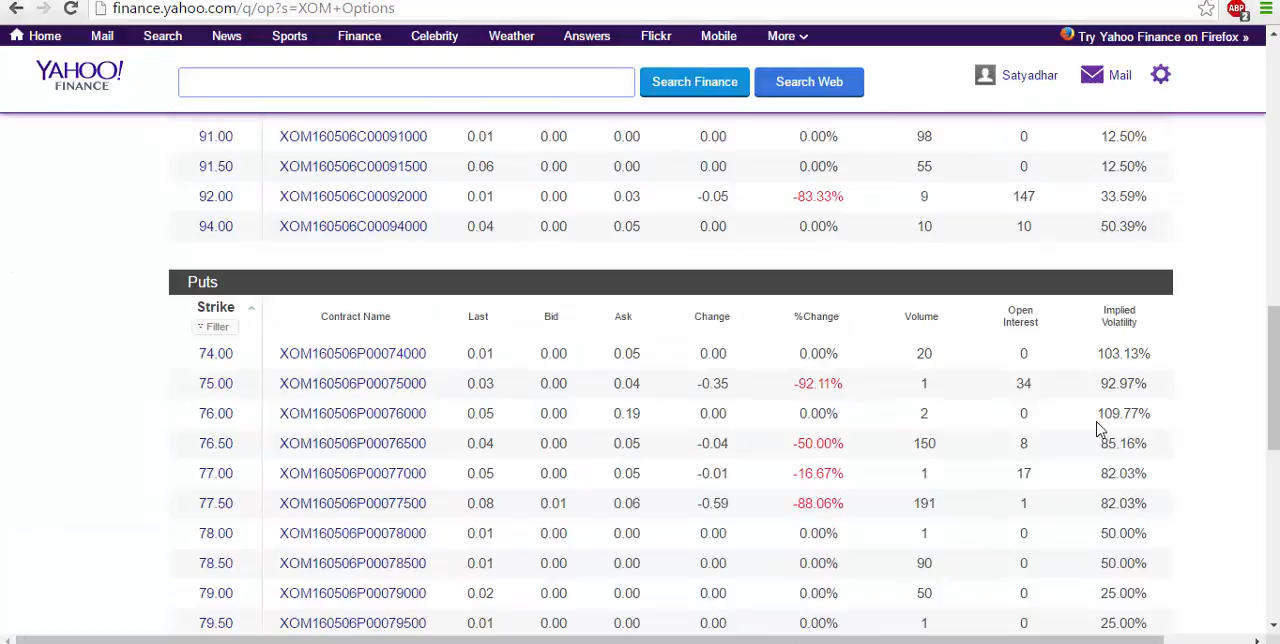 finance.yahoo.com/q/op?s=XOM+Options
ABP 2
Home Mail Search News Sports Finance Celebrity Weather Answers Flickr Mobile More Try Yahoo Finance on Firefox »
YAHOO! FINANCE Search Finance Search Web Satyadhar Mail
91.00 XOM160506C00091000 0.01 0.00 0.00 0.00 0.00% 98 0 12.50%
91.50 XOM160506C00091500 0.06 0.00 0.00 0.00 0.00% 55 0 12.50%
92.00 XOM160506C00092000 0.01 0.00 0.03 -0.05 -83.33% 9 147 33.59%
94.00 XOM160506C00094000 0.04 0.00 0.05 0.00 0.00% 10 10 50.39%
Puts
Strike Contract Name Last Bid Ask Change %Change Volume Open Interest Implied Volatility
Filter
74.00 XOM160506P00074000 0.01 0.00 0.05 0.00 0.00% 20 0 103.13%
75.00 XOM160506P00075000 0.03 0.00 0.04 -0.35 -92.11% 1 34 92.97%
76.00 XOM160506P00076000 0.05 0.00 0.19 0.00 0.00% 2 0 109.77%
76.50 XOM160506P00076500 0.04 0.00 0.05 -0.04 -50.00% 150 8 85.16%
77.00 XOM160506P00077000 0.05 0.00 0.05 -0.01 -16.67% 1 17 82.03%
77.50 XOM160506P00077500 0.08 0.01 0.06 -0.59 -88.06% 191 1 82.03%
78.00 XOM160506P00078000 0.01 0.00 0.00 0.00 0.00% 1 0 50.00%
78.50 XOM160506P00078500 0.01 0.00 0.00 0.00 0.00% 90 0 50.00%
79.00 XOM160506P00079000 0.02 0.00 0.00 0.00 0.00% 50 0 25.00%
79.50 XOM160506P00079500 0.01 0.00 0.00 0.00 0.00% 1 0 25.00%